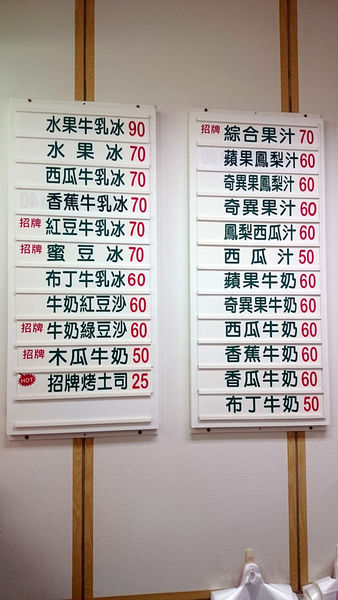 水果牛乳冰 90
水果冰 70
西瓜牛乳冰 70
香蕉牛乳冰 70
招牌 紅豆牛乳冰 70
招牌 蜜豆冰 70
布丁牛乳冰 60
牛奶紅豆沙 60
招牌 牛奶綠豆沙 60
招牌 木瓜牛奶 50
HOT 招牌烤土司 25
招牌 綜合果汁 70
蘋果鳳梨汁 60
奇異果鳳梨汁 60
奇異果汁 60
鳳梨西瓜汁 60
西瓜汁 50
蘋果牛奶 60
奇異果牛奶 60
西瓜牛奶 60
香蕉牛奶 60
香瓜牛奶 60
布丁牛奶 50